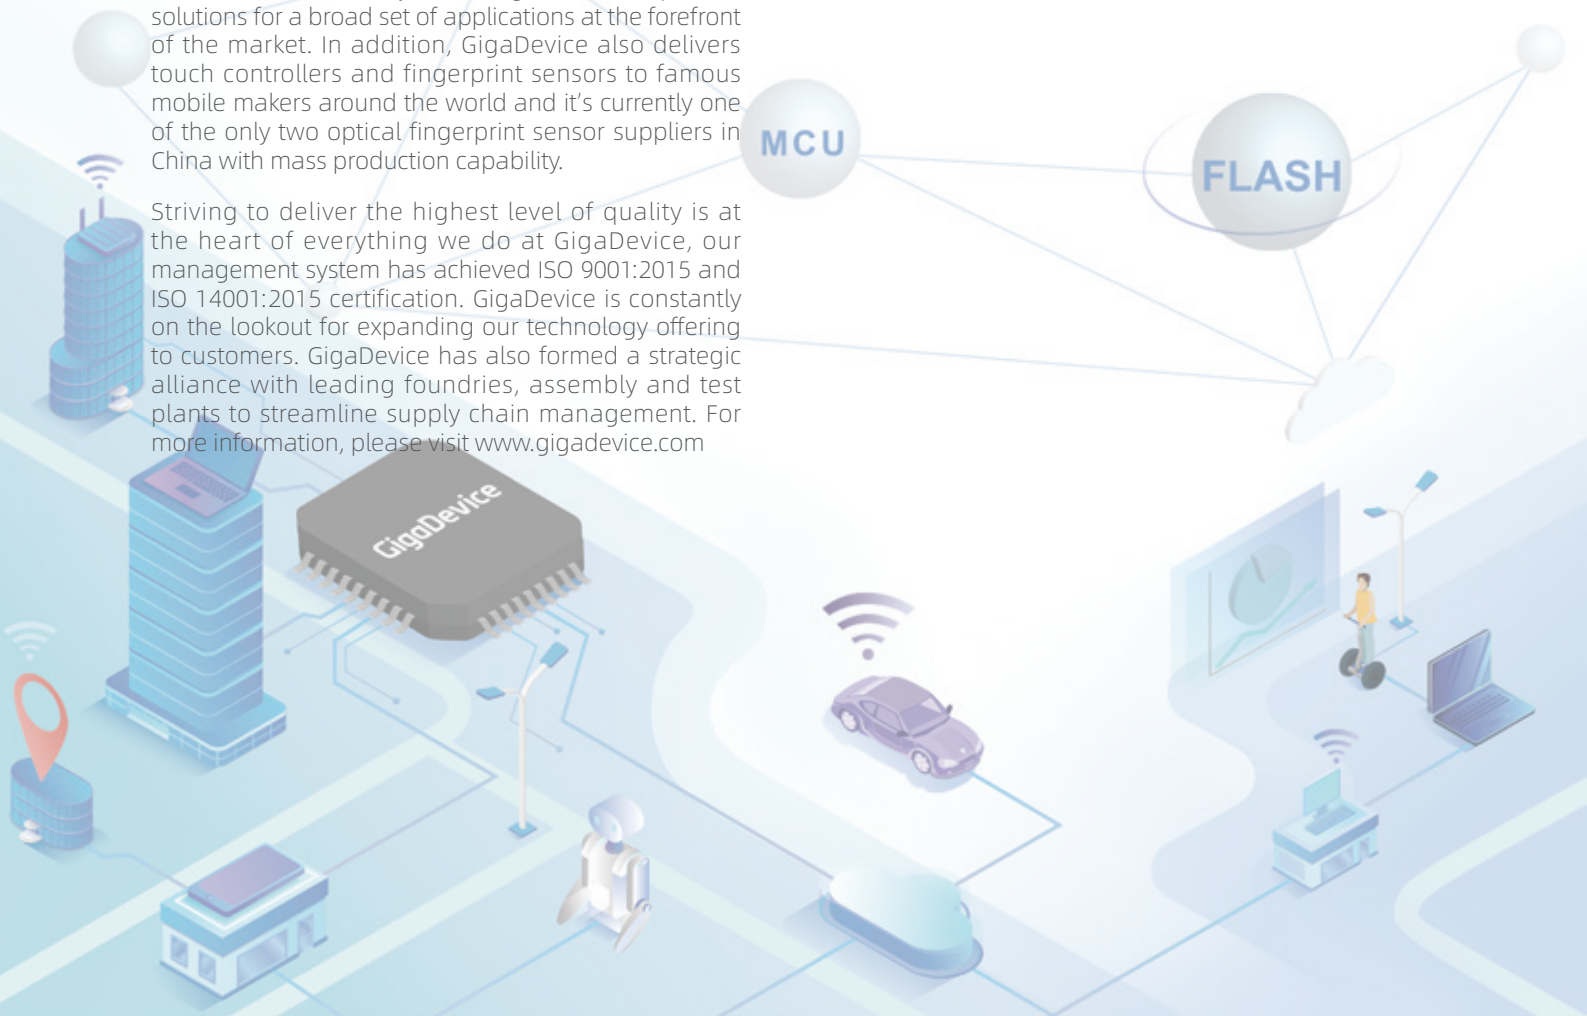 solutions for a broad set of applications at the forefront
of the market. In addition, GigaDevice also delivers
touch controllers and fingerprint sensors to famous
mobile makers around the world and it’s currently one
of the only two optical fingerprint sensor suppliers in
China with mass production capability.
MCU
FLASH
Striving to deliver the highest level of quality is at
the heart of everything we do at GigaDevice, our
management system has achieved ISO 9001:2015 and
ISO 14001:2015 certification. GigaDevice is constantly
on the lookout for expanding our technology offering
to customers. GigaDevice has also formed a strategic
alliance with leading foundries, assembly and test
plants to streamline supply chain management. For
more information, please visit www.gigadevice.com
GigaDevice